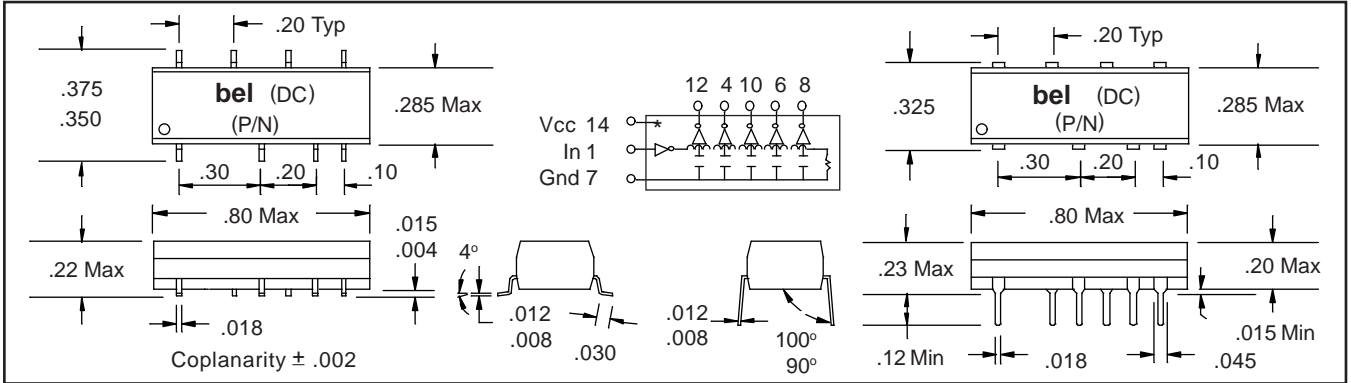 .20 Typ
.375
.350
bel (DC)
(P/N)
.285 Max
.30
.20
.10
.80 Max
.22 Max
.015
.004
.018
Coplanarity ± .002
12 4 10 6 8
Vcc 14
*
In 1
Gnd 7
4º
.012
.008
.030
.012
.008
100º
90º
.20 Typ
.325
bel (DC)
(P/N)
.285 Max
.30
.20
.10
.80 Max
.23 Max
.20 Max
.015 Min
.12 Min
.018
.045